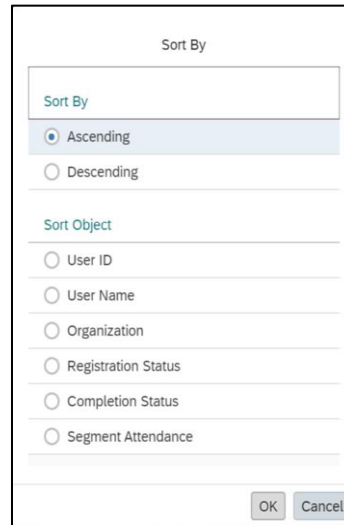 Sort By
Sort By
Ascending
Descending
Sort Object
User ID
User Name
Organization
Registration Status
Completion Status
Segment Attendance
OK Cancel